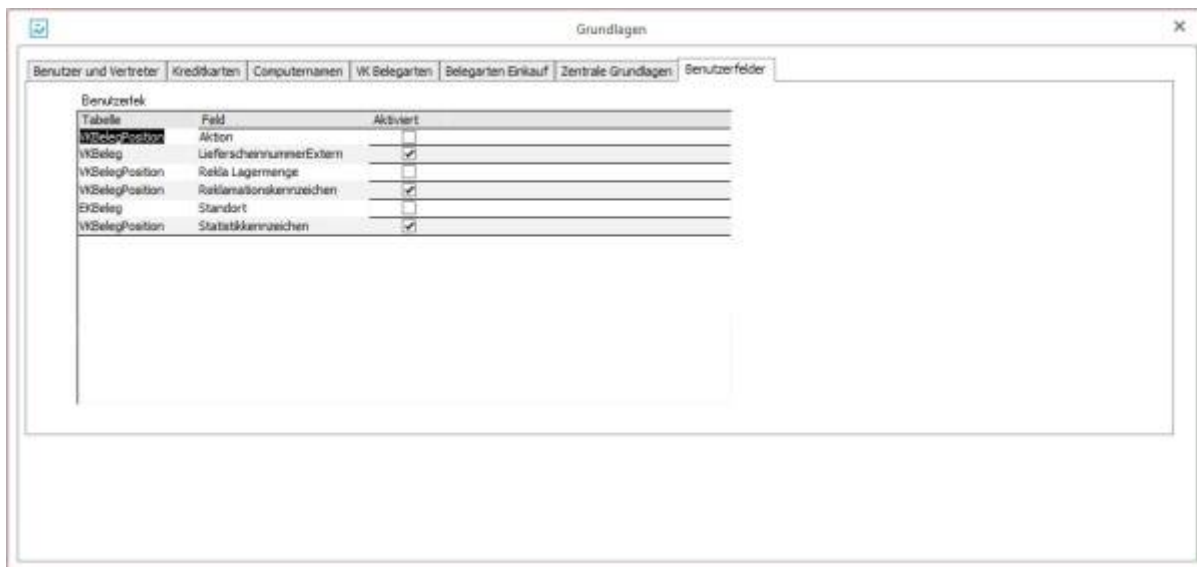 Grundlagen
Benutzer und Vertreter Kreditkarten Computernamen VK Belegarten Belegarten Einkauf Zentrale Grundlagen Benutzerfelder
Benutzerfek
Tabelle Feld Aktiviert
VKBelegPosition Aktion
VKBeleg LieferscheinnummerExtern
VKBelegPosition Rekla Lagermenge
VKBelegPosition Reklamationskennzeichen
EKBeleg Standort
VKBelegPosition Statistikkennzeichen